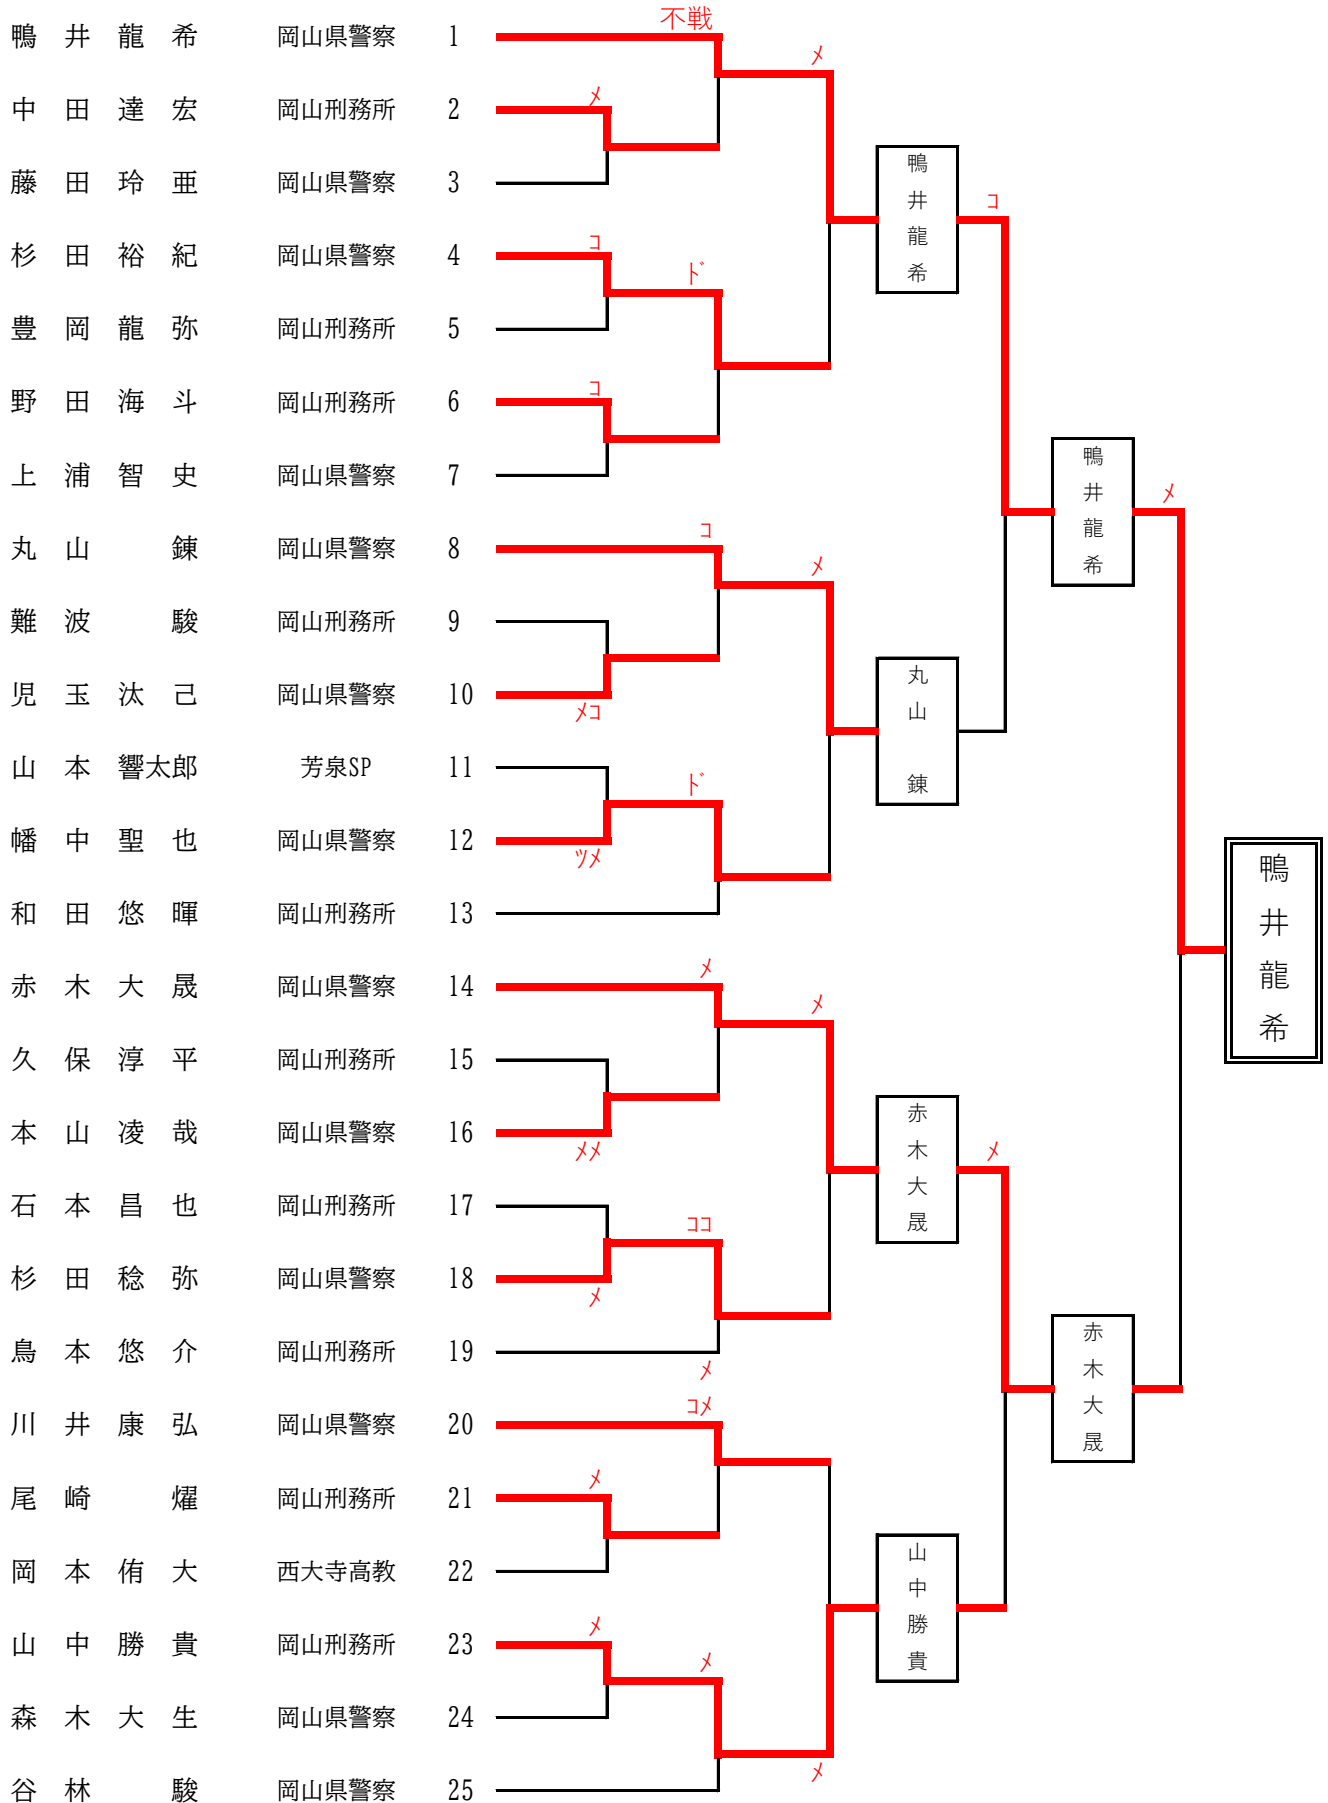 不戦
鴨井龍希 岡山県警察 1
ﾒ
中田達宏 岡山刑務所 2
ﾒ
藤田玲亜 岡山県警察 3
鴨井龍希
ｺ
杉田裕紀 岡山県警察 4
ｺ
ﾄﾞ
豊岡龍弥 岡山刑務所 5
野田海斗 岡山刑務所 6
ｺ
上浦智史 岡山県警察 7
鴨井龍希
ﾒ
丸山 錬 岡山県警察 8
ｺ
ﾒ
難波 駿 岡山刑務所 9
児玉汰己 岡山県警察 10
ﾒｺ
丸山 錬
山本響太郎 芳泉SP 11
ﾄﾞ
幡中聖也 岡山県警察 12
ﾂﾒ
和田悠暉 岡山刑務所 13
鴨井龍希
赤木大晟 岡山県警察 14
ﾒ
ﾒ
久保淳平 岡山刑務所 15
本山凌哉 岡山県警察 16
ﾒﾒ
赤木大晟
ﾒ
石本昌也 岡山刑務所 17
ｺｺ
杉田稔弥 岡山県警察 18
ﾒ
鳥本悠介 岡山刑務所 19
ﾒ
赤木大晟
川井康弘 岡山県警察 20
ｺﾒ
尾崎 燿 岡山刑務所 21
ﾒ
岡本侑大 西大寺高教 22
山中勝貴
山中勝貴 岡山刑務所 23
ﾒ
ﾒ
森木大生 岡山県警察 24
ﾒ
谷林 駿 岡山県警察 25